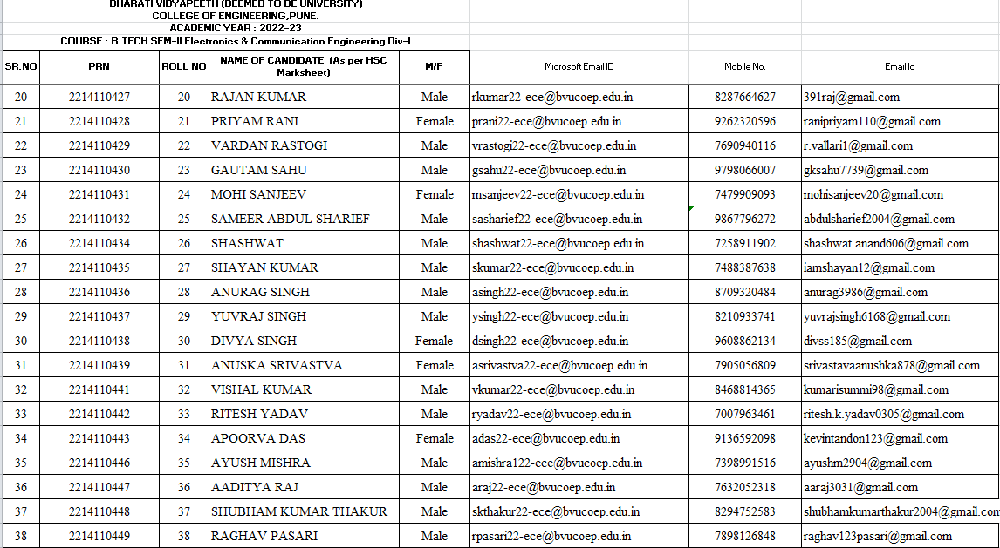 BHARATI VIDYAPEETH (DEEMED TO BE UNIVERSITY)
COLLEGE OF ENGINEERING,PUNE.
ACADEMIC YEAR : 2022-23
COURSE : B.TECH SEM-II Electronics & Communication Engineering Div-I
SR.NO PRN ROLL NO NAME OF CANDIDATE (As per HSC Marksheet) M/F Microsoft Email ID Mobile No. Email Id
20 2214110427 20 RAJAN KUMAR Male rkumar22-ece@bvucoep.edu.in 8287664627 391raj@gmail.com
21 2214110428 21 PRIYAM RANI Female prani22-ece@bvucoep.edu.in 9262320596 ranipriyam110@gmail.com
22 2214110429 22 VARDAN RASTOGI Male vrastogi22-ece@bvucoep.edu.in 7690940116 r.vallari1@gmail.com
23 2214110430 23 GAUTAM SAHU Male gsahu22-ece@bvucoep.edu.in 9798066007 gksahu7739@gmail.com
24 2214110431 24 MOHI SANJEEV Female msanjeev22-ece@bvucoep.edu.in 7479909093 mohisanjeev20@gmail.com
25 2214110432 25 SAMEER ABDUL SHARIEF Male sasharief22-ece@bvucoep.edu.in 9867796272 abdulsharief2004@gmail.com
26 2214110434 26 SHASHWAT Male shashwat22-ece@bvucoep.edu.in 7258911902 shashwat.anand606@gmail.com
27 2214110435 27 SHAYAN KUMAR Male skumar22-ece@bvucoep.edu.in 7488387638 iamshayan12@gmail.com
28 2214110436 28 ANURAG SINGH Male asingh22-ece@bvucoep.edu.in 8709320484 anurag3986@gmail.com
29 2214110437 29 YUVRAJ SINGH Male ysingh22-ece@bvucoep.edu.in 8210933741 yuvrajsingh6168@gmail.com
30 2214110438 30 DIVYA SINGH Female dsingh22-ece@bvucoep.edu.in 9608862134 divss185@gmail.com
31 2214110439 31 ANUSKA SRIVASTVA Female asrivastva22-ece@bvucoep.edu.in 7905056809 srivastavaanushka878@gmail.com
32 2214110441 32 VISHAL KUMAR Male vkumar22-ece@bvucoep.edu.in 8468814365 kumarisummi98@gmail.com
33 2214110442 33 RITESH YADAV Male ryadav22-ece@bvucoep.edu.in 7007963461 ritesh.k.yadav0305@gmail.com
34 2214110443 34 APOORVA DAS Female adas22-ece@bvucoep.edu.in 9136592098 kevintandon123@gmail.com
35 2214110446 35 AYUSH MISHRA Male amishra122-ece@bvucoep.edu.in 7398991516 ayushm2904@gmail.com
36 2214110447 36 AADITYA RAJ Male araj22-ece@bvucoep.edu.in 7632052318 aaraj3031@gmail.com
37 2214110448 37 SHUBHAM KUMAR THAKUR Male skthakur22-ece@bvucoep.edu.in 8294752583 shubhamkumarthakur2004@gmail.com
38 2214110449 38 RAGHAV PASARI Male rpasari22-ece@bvucoep.edu.in 7898126848 raghav123pasari@gmail.com